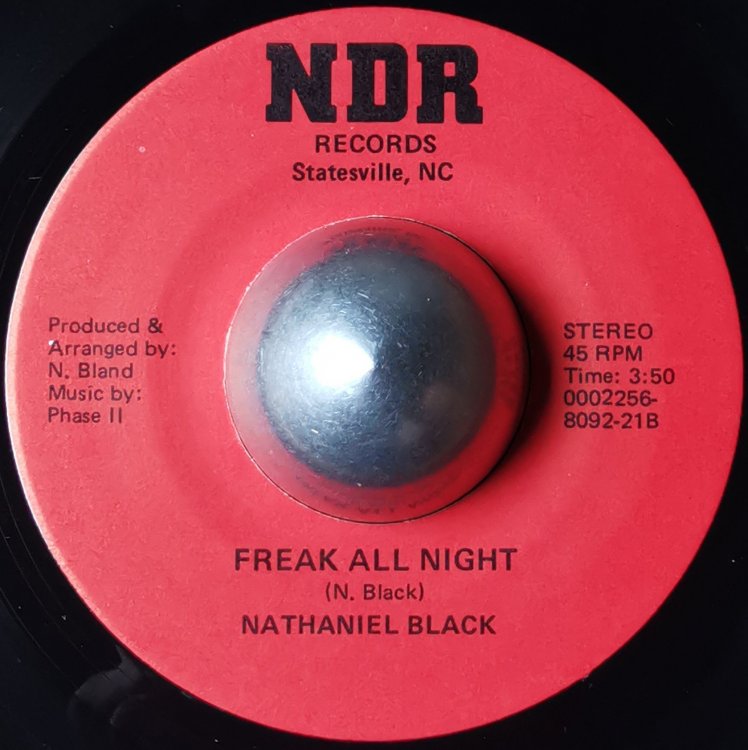 NDR
RECORDS
Statesville, NC
Produced &
Arranged by:
N. Bland
Music by:
Phase II
STEREO
45 RPM
Time: 3:50
0002256-
8092-21B
FREAK ALL NIGHT
(N. Black)
NATHANIEL BLACK